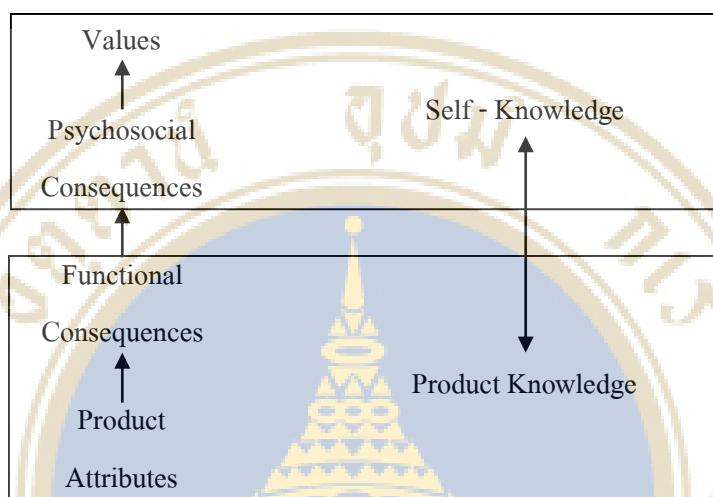 Values
Psychosocial
Consequences
Self - Knowledge
Functional
Consequences
Product
Attributes
Product Knowledge